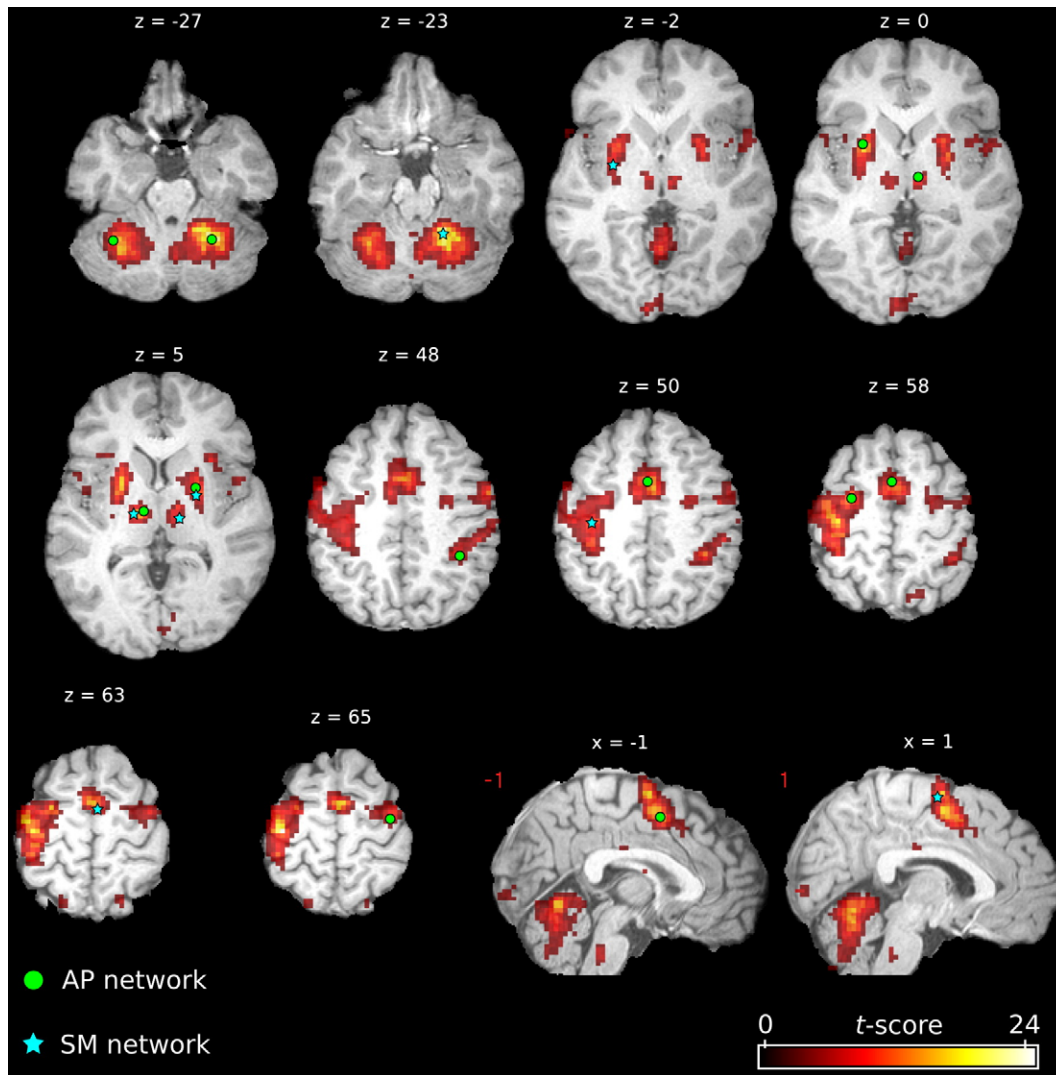 z = -27
z = -23
z = -2
z = 0
z = 5
z = 48
z = 50
z = 58
z = 63
z = 65
x = -1
x = 1
-1
1
AP network
SM network
0
t-score
24